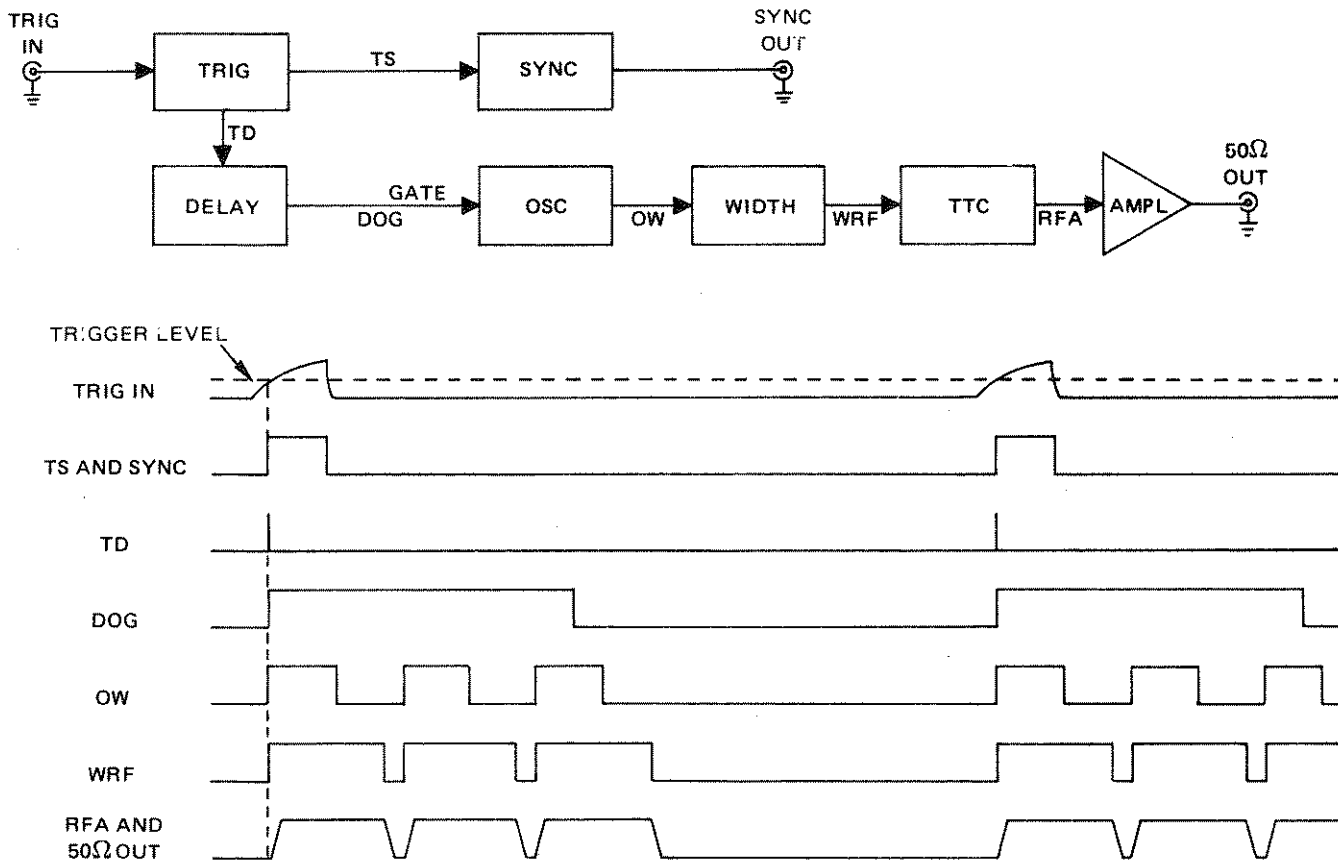 TRIG
IN
SYNC
OUT
TRIG
TS
SYNC
TD
DELAY
GATE
DOG
OSC
OW
WIDTH
WRF
TTC
RFA
AMPL
50Ω
OUT
TRIGGER LEVEL
TRIG IN
TS AND SYNC
TD
DOG
OW
WRF
RFA AND
50Ω OUT